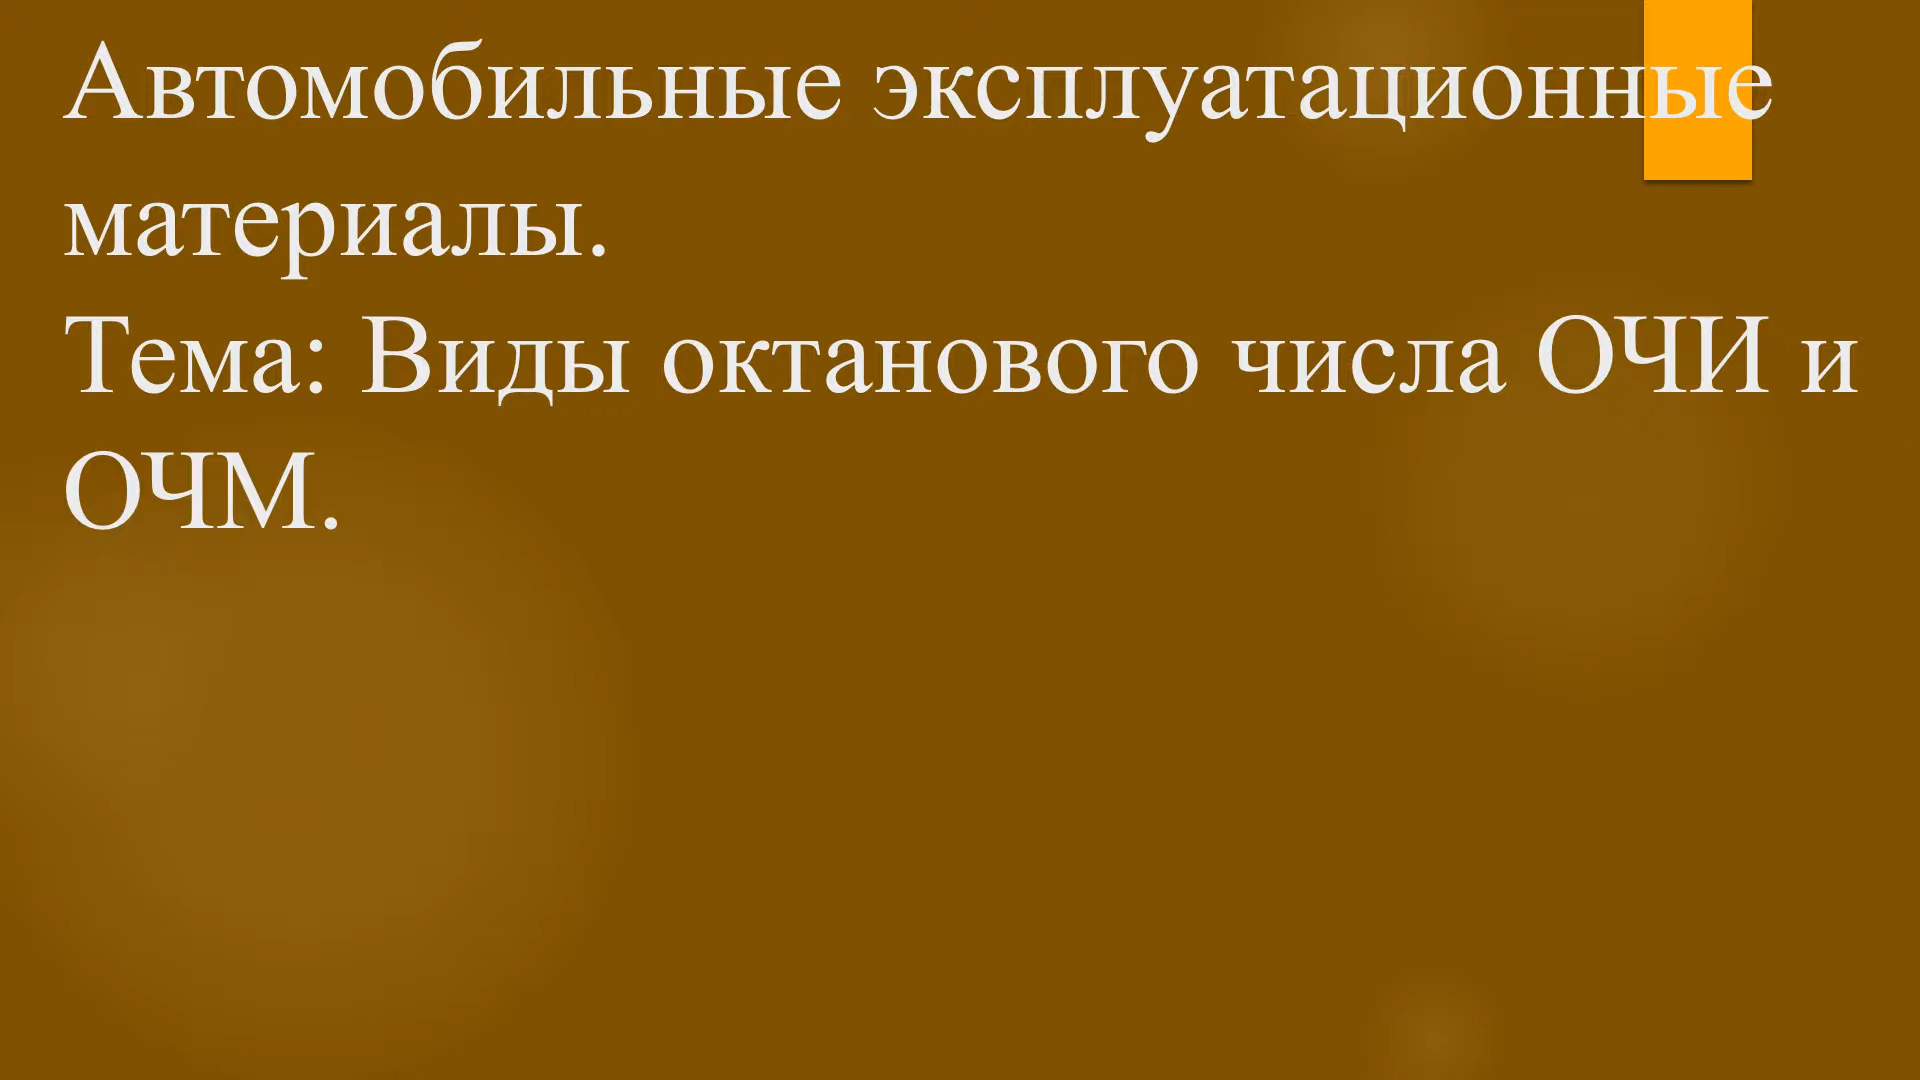 Автомобильные эксплуатационные
материалы.
Тема: Виды октанового числа ОЧИ и
ОЧМ.